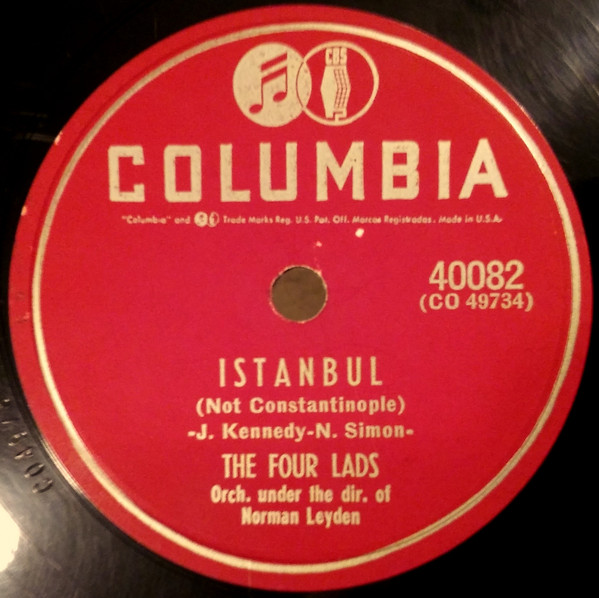 CBS
COLUMBIA
"Columbia" and Trade Marks Reg. U.S. Pat. Off. Marcas Registradas. Made in U.S.A.
40082
(CO 49734)
ISTANBUL
(Not Constantinople)
-J. Kennedy-N. Simon-
THE FOUR LADS
Orch. under the dir. of
Norman Leyden